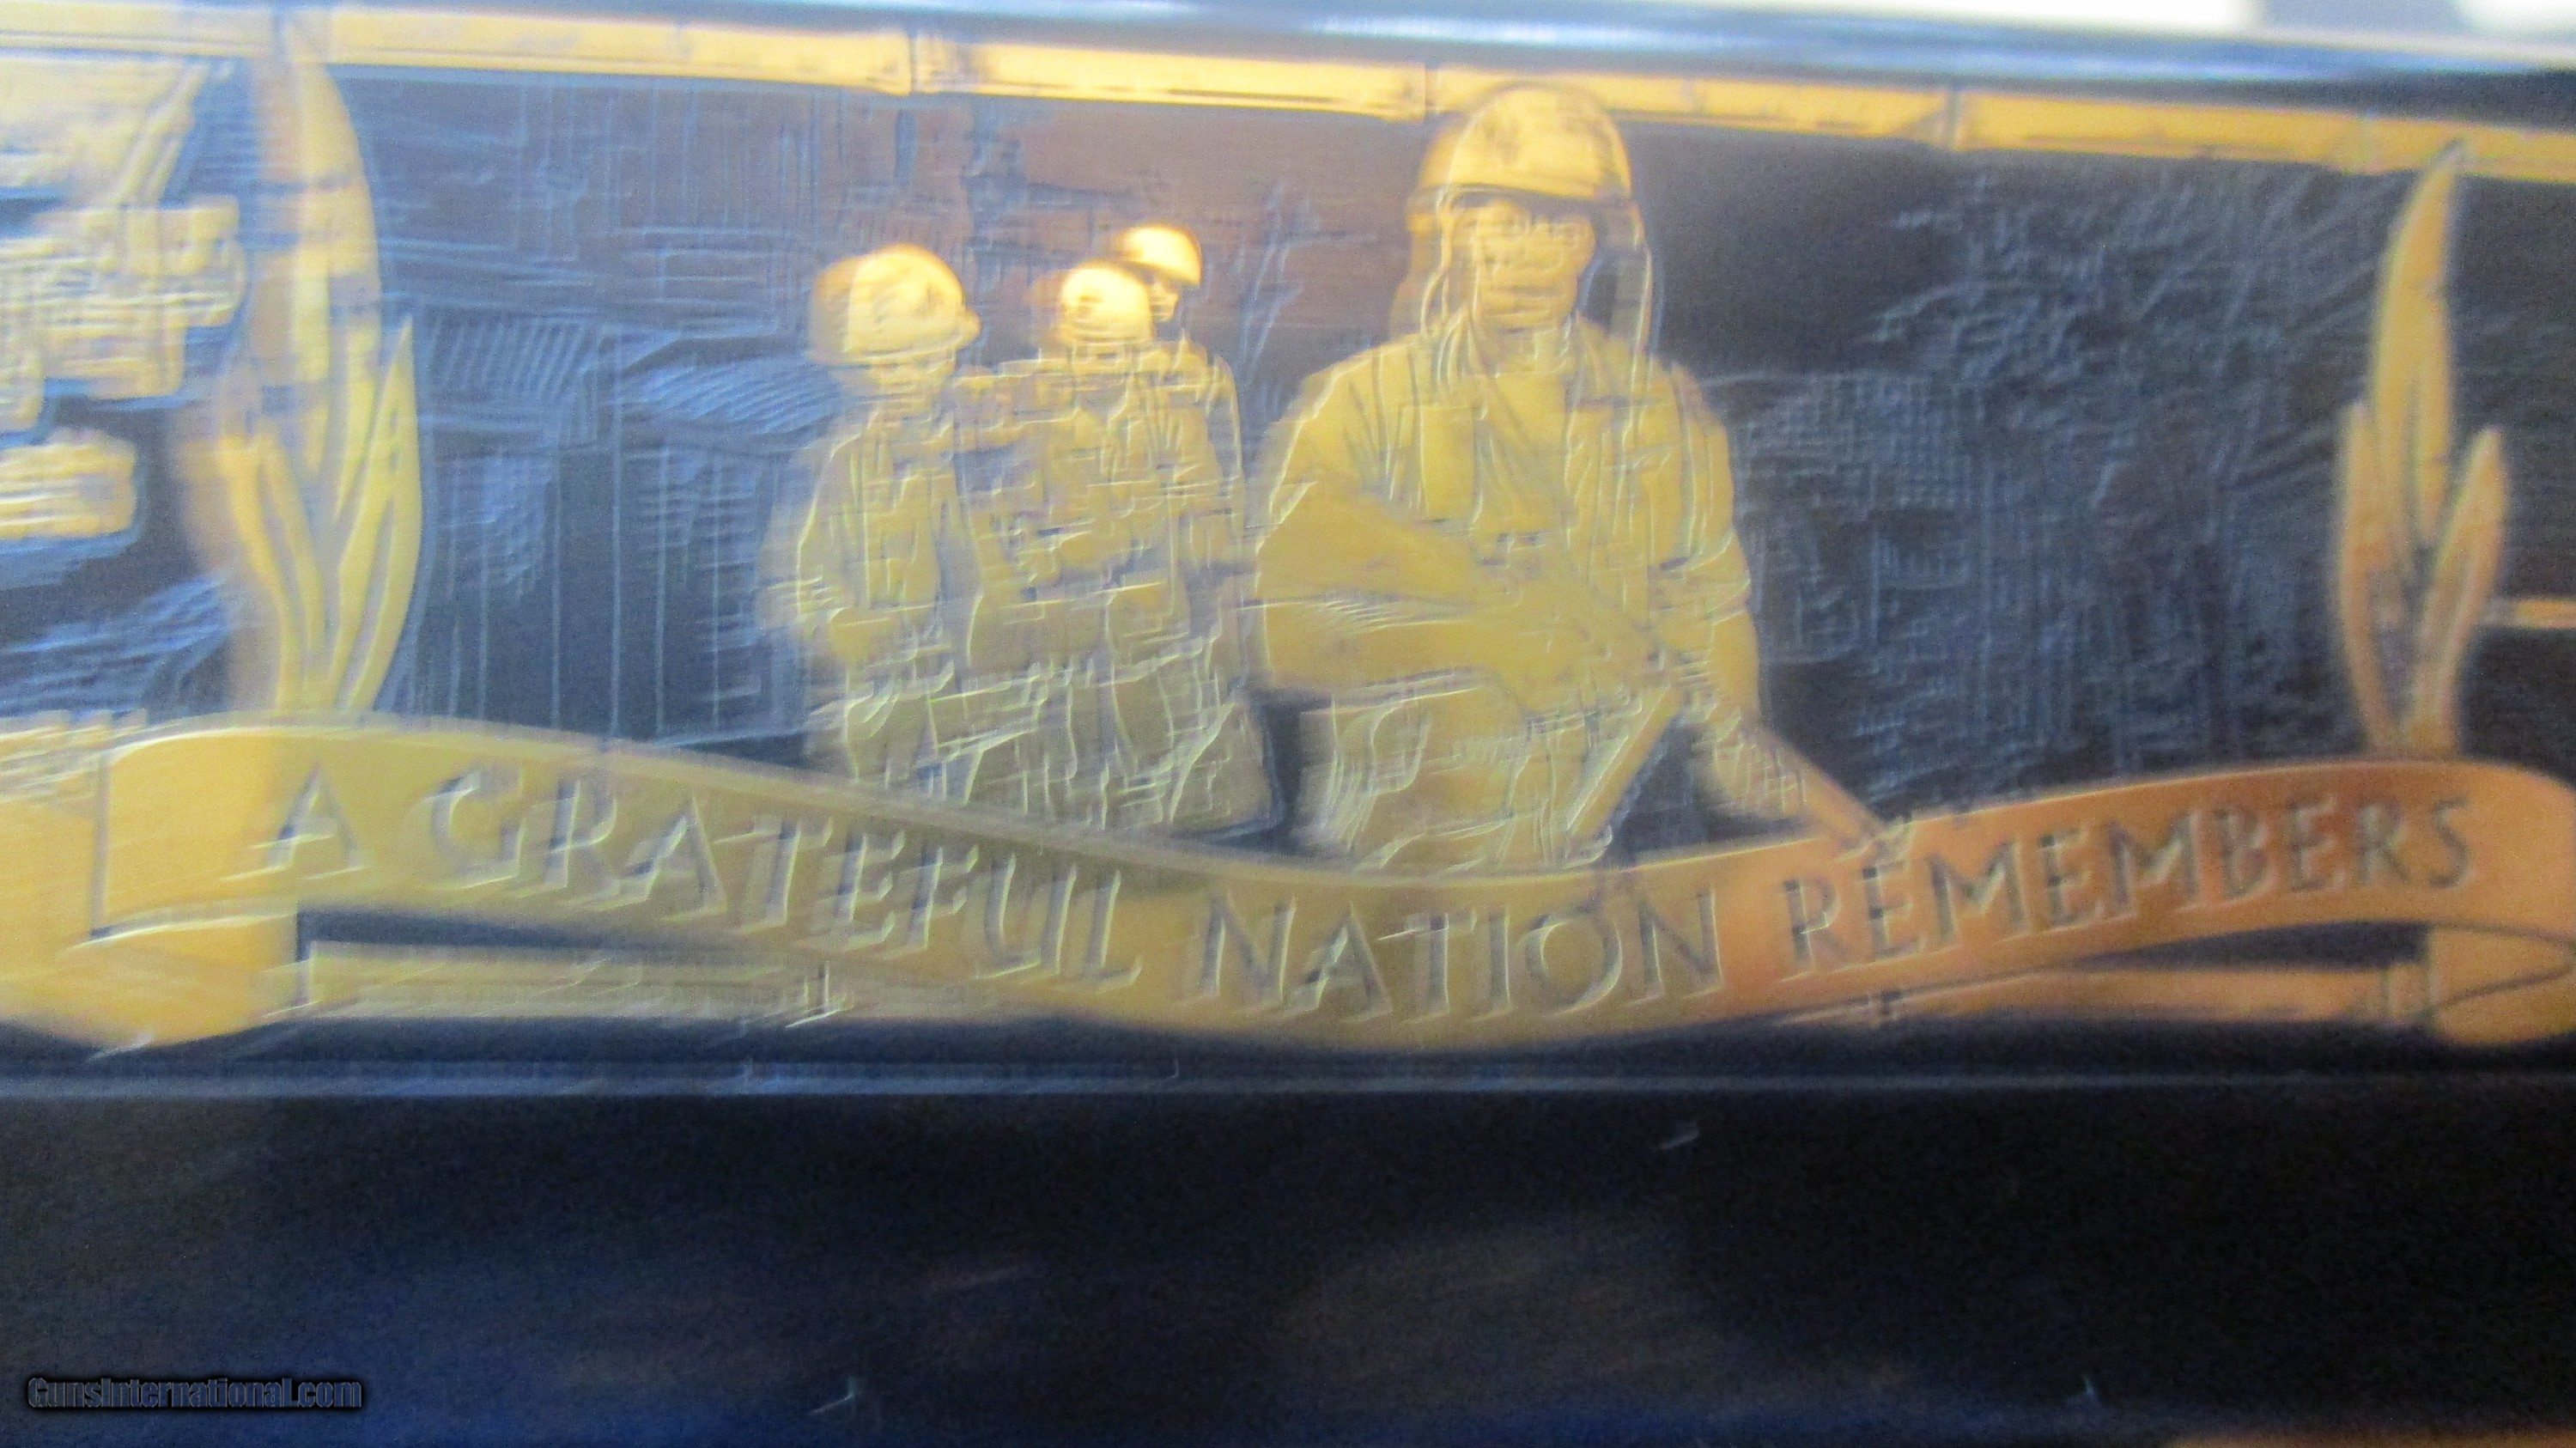 A GRATEFUL NATION REMEMBERS
GunsInternational.com